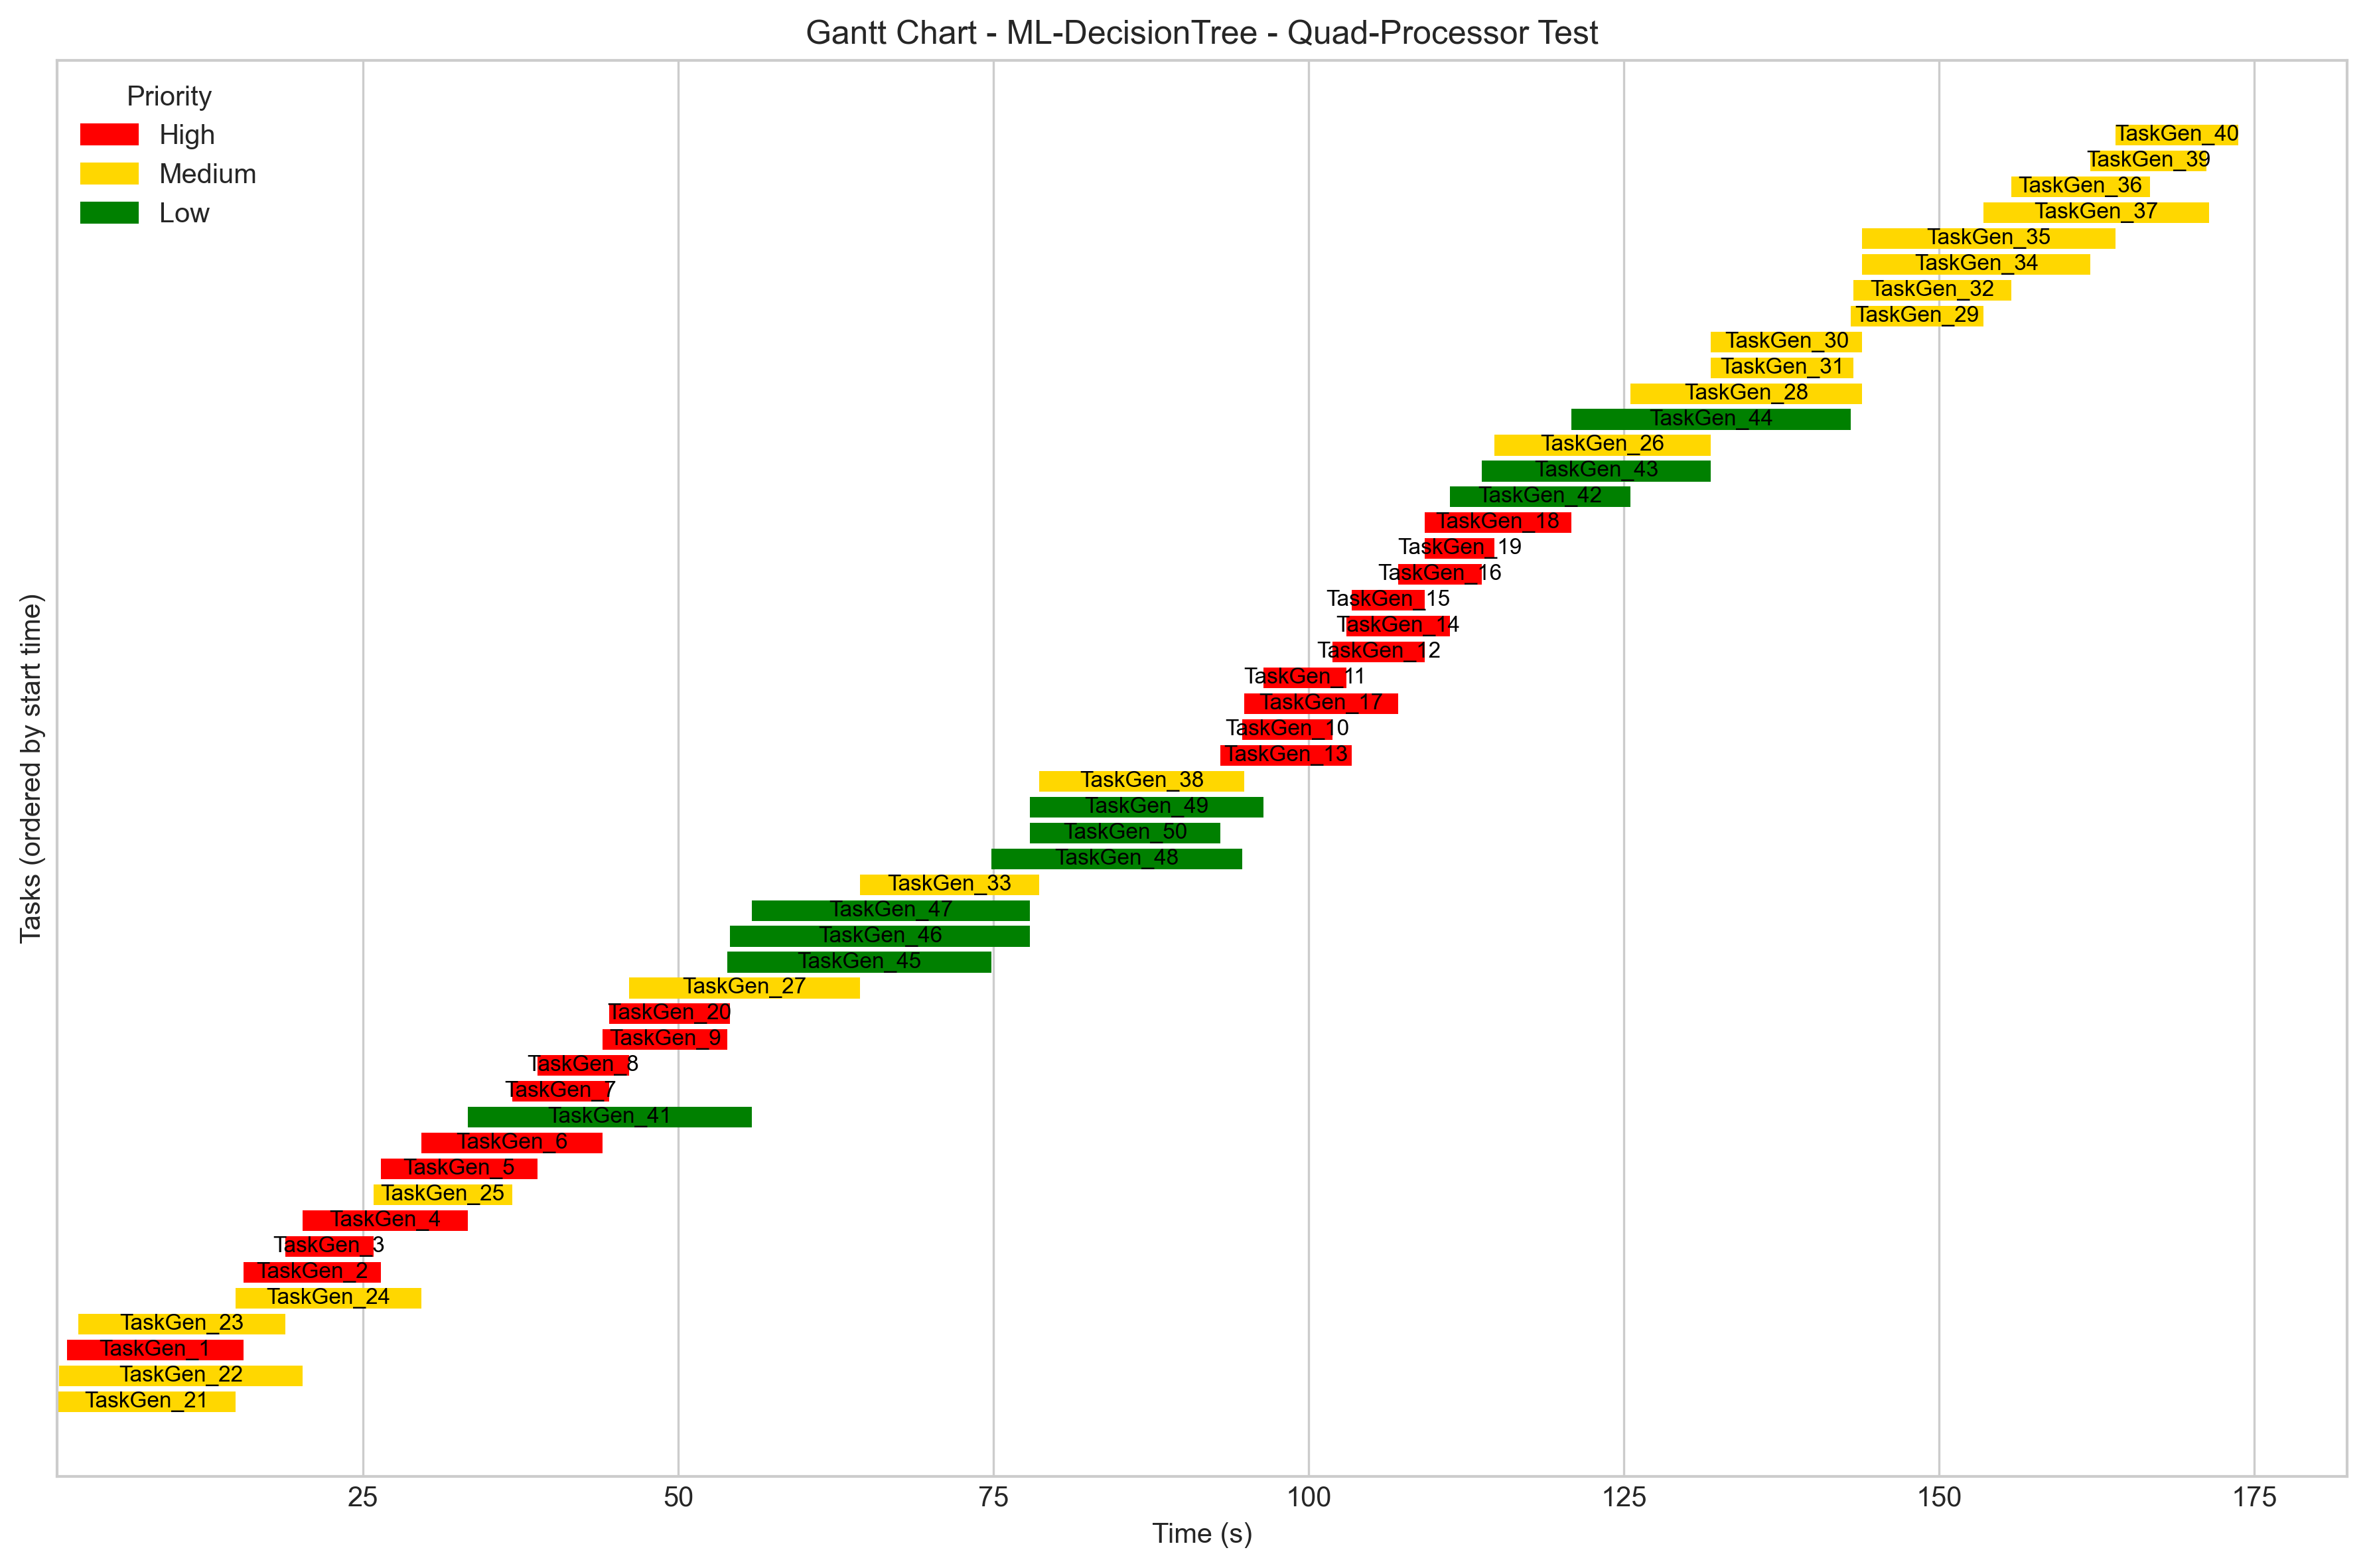 Gantt Chart - ML-DecisionTree - Quad-Processor Test
Priority
High
Medium
Low
TaskGen_40
TaskGen_39
TaskGen_36
TaskGen_37
TaskGen_35
TaskGen_34
TaskGen_32
TaskGen_29
TaskGen_30
TaskGen_31
TaskGen_28
TaskGen_44
TaskGen_26
TaskGen_43
TaskGen_42
TaskGen_18
TaskGen_19
TaskGen_16
TaskGen_15
TaskGen_14
TaskGen_12
TaskGen_11
TaskGen_17
TaskGen_10
TaskGen_13
TaskGen_38
TaskGen_49
TaskGen_50
TaskGen_48
TaskGen_33
TaskGen_47
TaskGen_46
TaskGen_45
TaskGen_27
TaskGen_20
TaskGen_9
TaskGen_8
TaskGen_7
TaskGen_41
TaskGen_6
TaskGen_5
TaskGen_25
TaskGen_4
TaskGen_3
TaskGen_2
TaskGen_24
TaskGen_23
TaskGen_1
TaskGen_22
TaskGen_21
Tasks (ordered by start time)
25 50 75 100 125 150 175
Time (s)